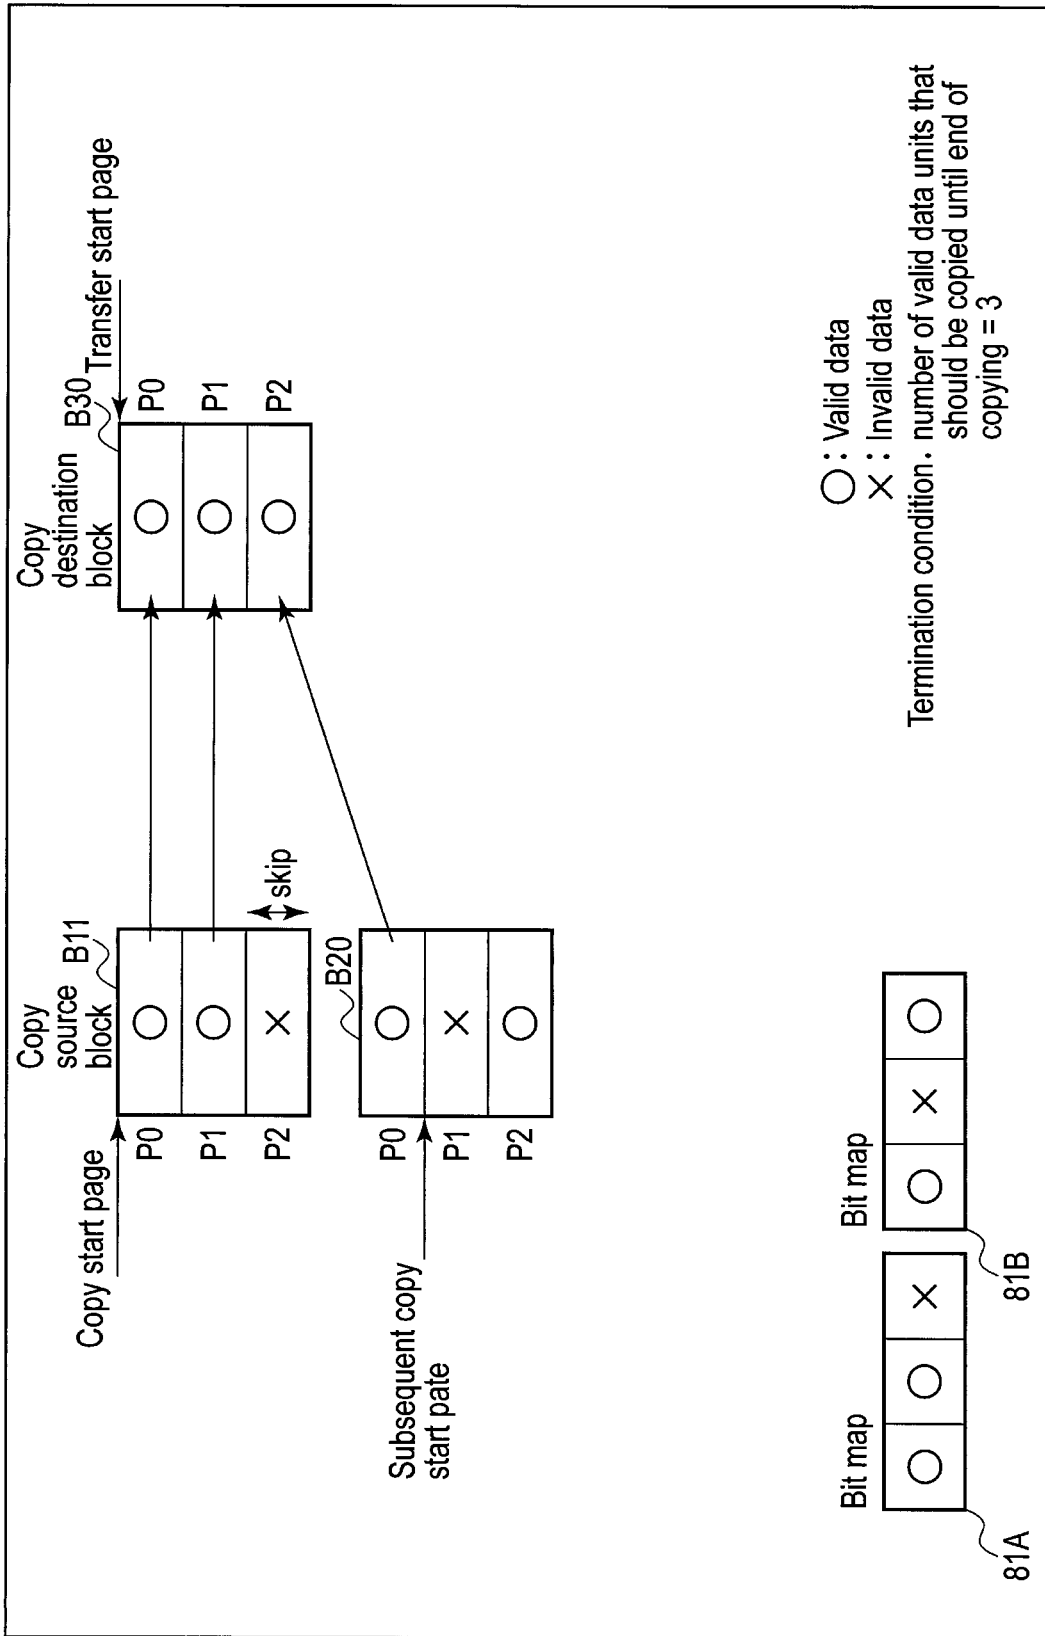 Copy start page
Copy
source
block
B11
P0
P1
P2
skip
Copy
destination
block
B30
Transfer start page
P0
P1
P2
Subsequent copy
start pate
B20
P0
P1
P2
Bit map
81A
Bit map
81B
: Valid data
: Invalid data
Termination condition. number of valid data units that
should be copied until end of
copying = 3